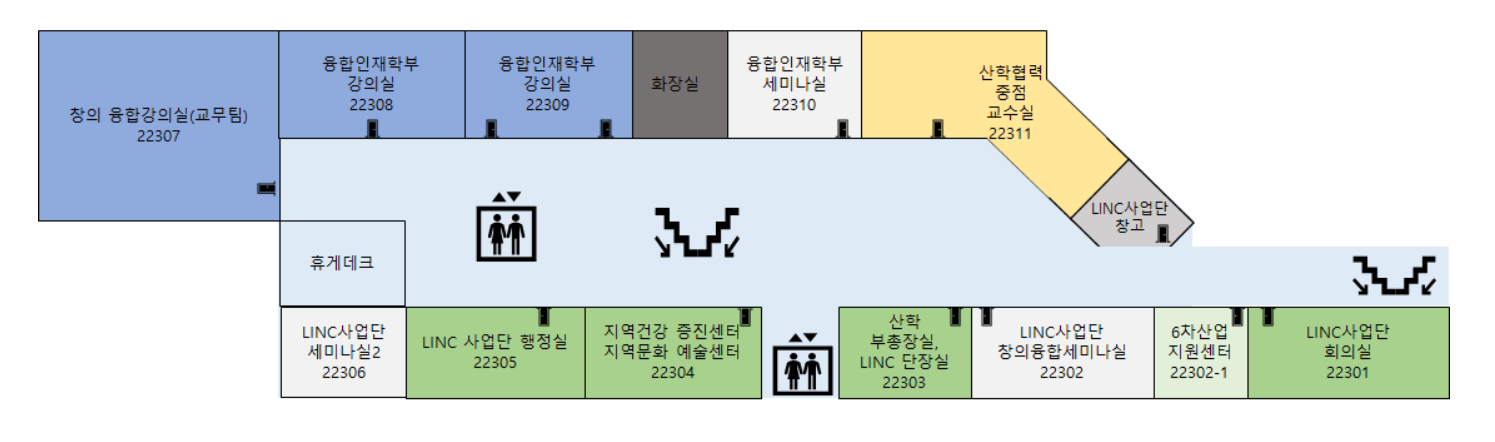 창의 융합강의실(교무팀)
22307
융합인재학부
강의실
22308
융합인재학부
강의실
22309
화장실
융합인재학부
세미나실
22310
산학협력
중점
교수실
22311
LINC사업단
창고
휴게데크
LINC사업단
세미나실2
22306
LINC 사업단 행정실
22305
지역건강 증진센터
지역문화 예술센터
22304
산학
부총장실,
LINC 단장실
22303
LINC사업단
창의융합세미나실
22302
6차산업
지원센터
22302-1
LINC사업단
회의실
22301